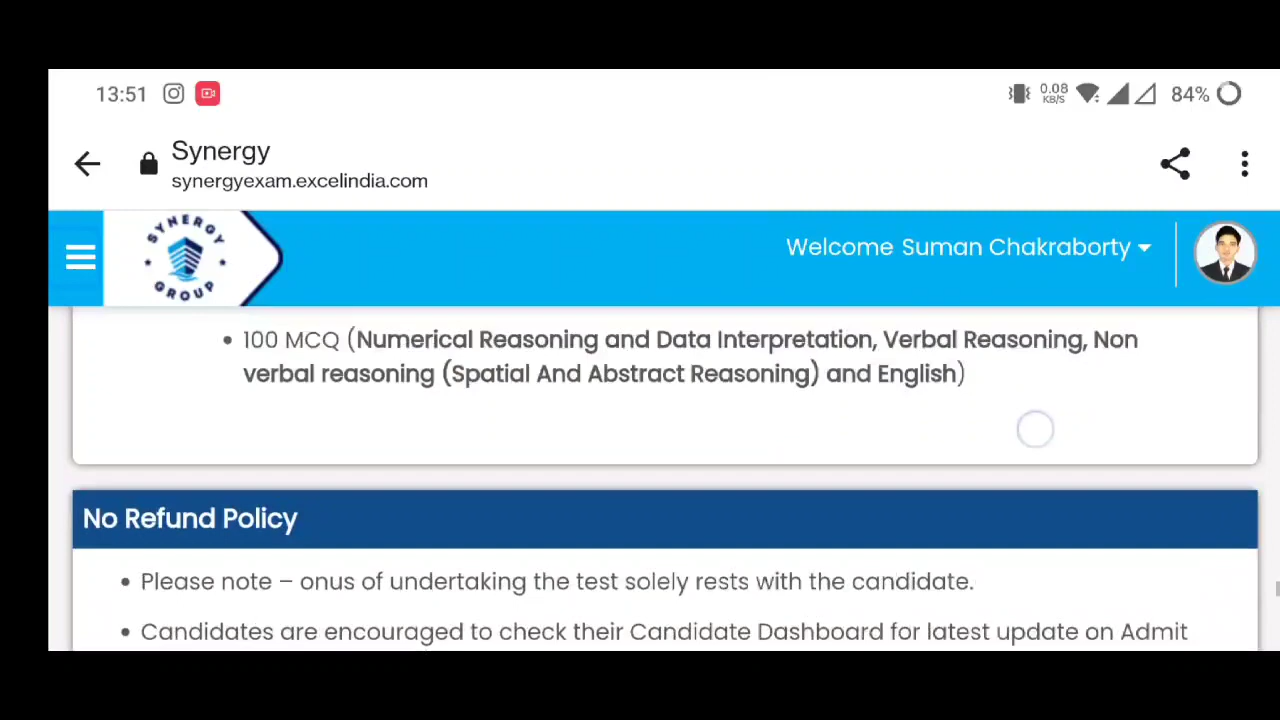 13:51 0.08 KB/S 84%
Synergy
synergyexam.excelindia.com
SYNERGY GROUP
Welcome Suman Chakraborty
• 100 MCQ (Numerical Reasoning and Data Interpretation, Verbal Reasoning, Non
verbal reasoning (Spatial And Abstract Reasoning) and English)
No Refund Policy
• Please note – onus of undertaking the test solely rests with the candidate.
• Candidates are encouraged to check their Candidate Dashboard for latest update on Admit